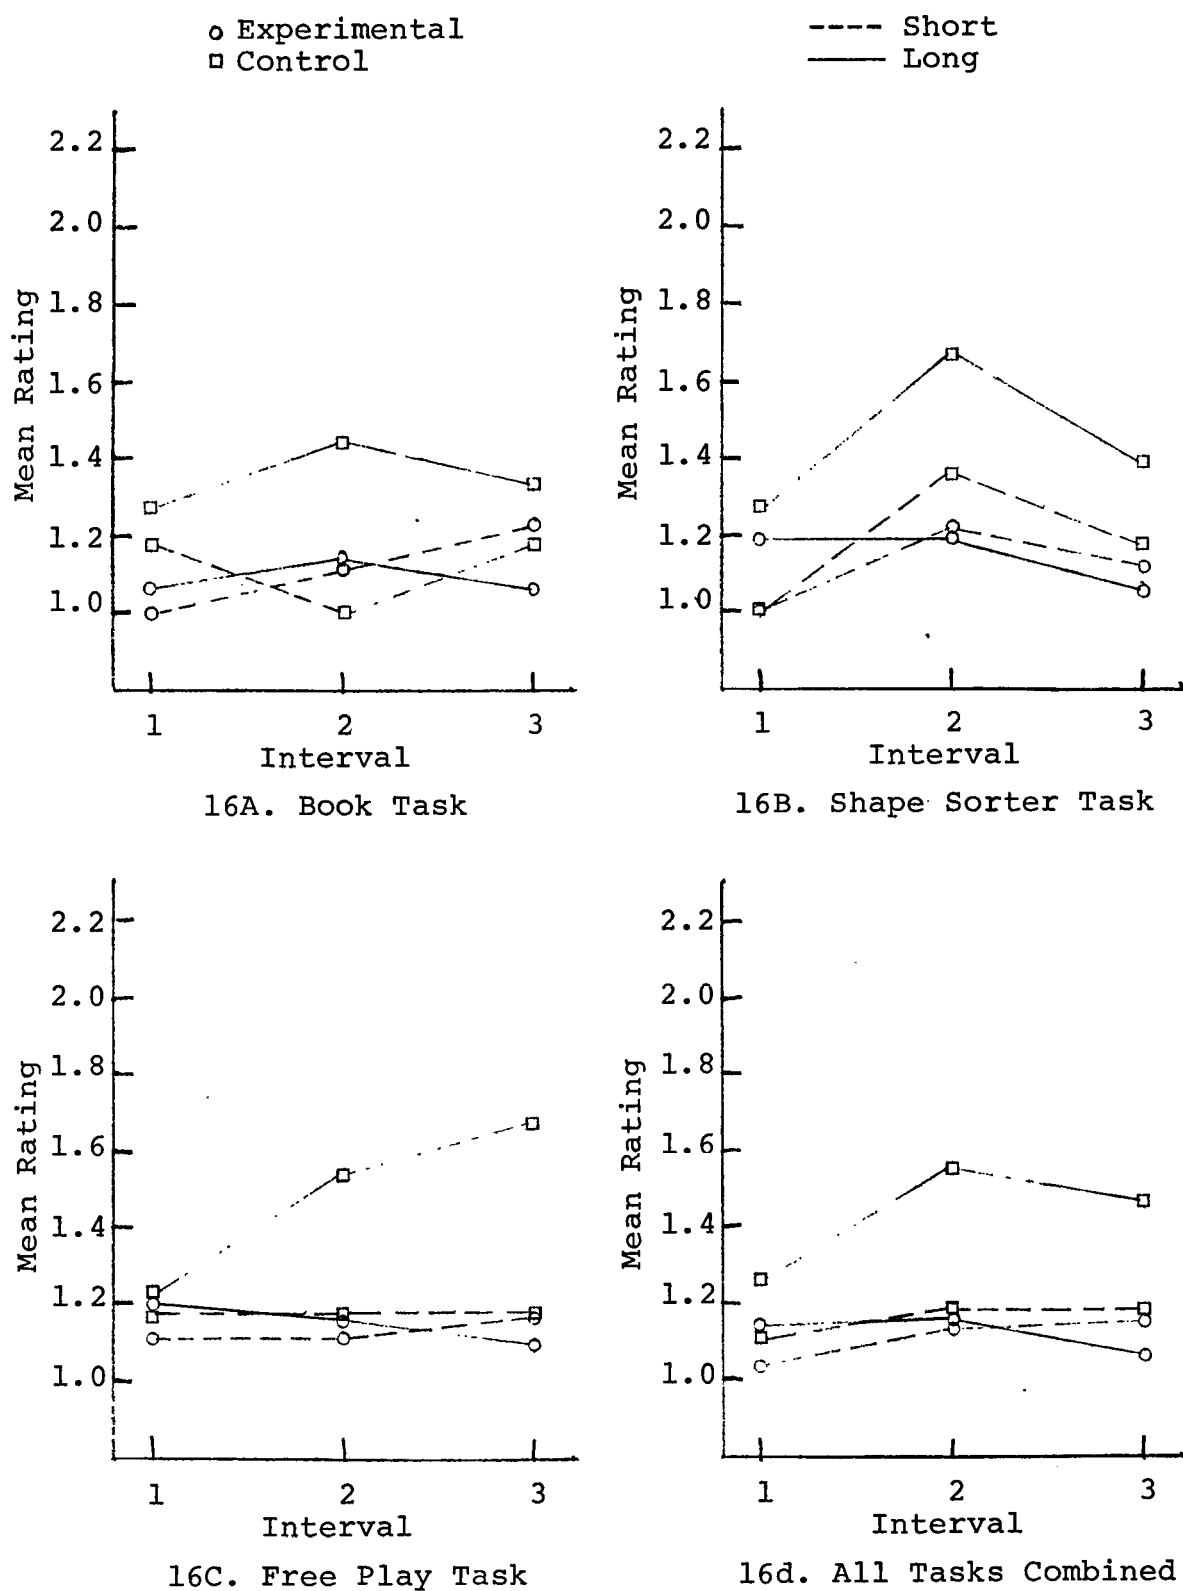 Experimental
Control
Short
Long
2.2
2.0
1.8
1.6
1.4
1.2
1.0
Mean Rating
1 2 3
Interval
16A. Book Task
2.2
2.0
1.8
1.6
1.4
1.2
1.0
Mean Rating
1 2 3
Interval
16B. Shape Sorter Task
2.2
2.0
1.8
1.6
1.4
1.2
1.0
Mean Rating
1 2 3
Interval
16C. Free Play Task
2.2
2.0
1.8
1.6
1.4
1.2
1.0
Mean Rating
1 2 3
Interval
16d. All Tasks Combined